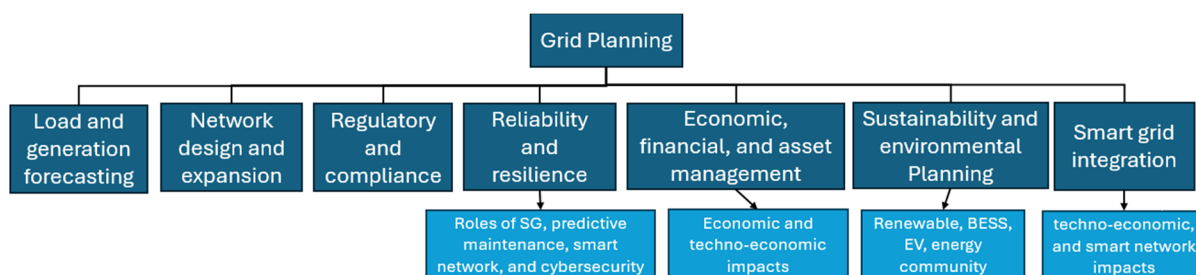 Grid Planning
Load and
generation
forecasting
Network
design and
expansion
Regulatory
and
compliance
Reliability
and
resilience
Economic,
financial, and asset
management
Sustainability and
environmental
Planning
Smart grid
integration
Roles of SG, predictive
maintenance, smart
network, and cybersecurity
Economic and
techno-economic
impacts
Renewable, BESS,
EV, energy
community
techno-economic,
and smart network
impacts